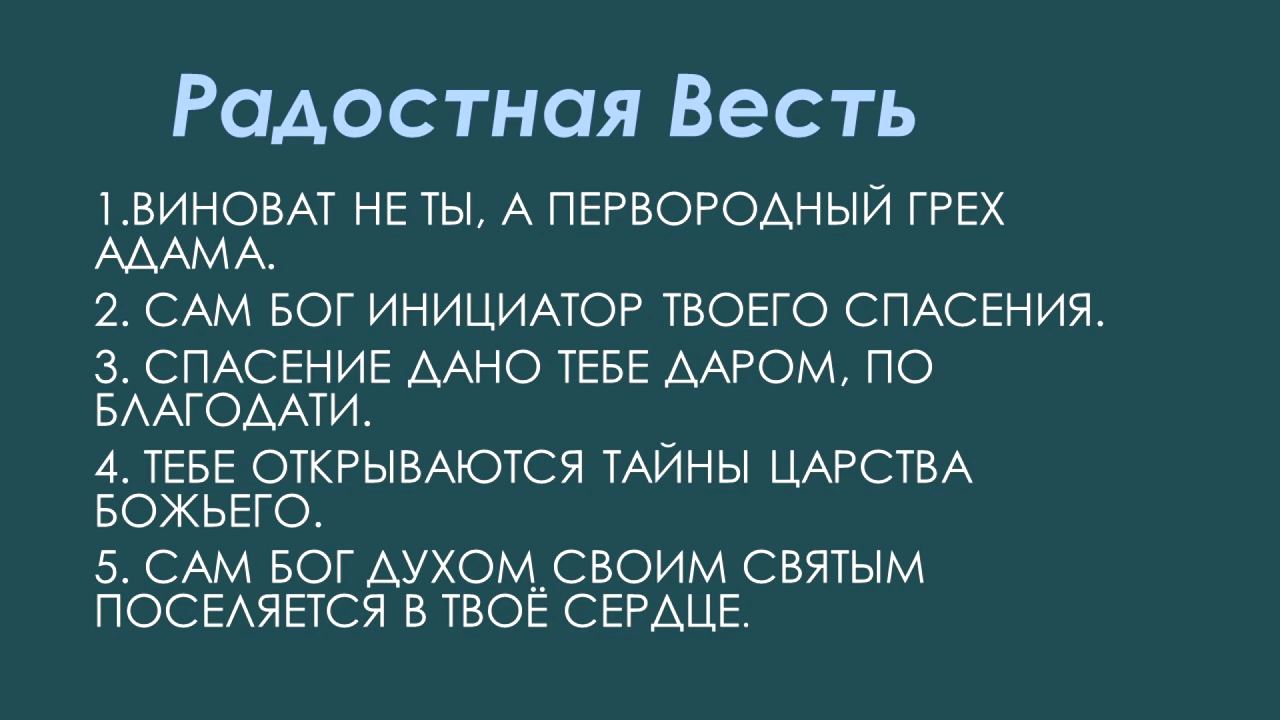 Радостная Весть
1.ВИНОВАТ НЕ ТЫ, А ПЕРВОРОДНЫЙ ГРЕХ
АДАМА.
2. САМ БОГ ИНИЦИАТОР ТВОЕГО СПАСЕНИЯ.
3. СПАСЕНИЕ ДАНО ТЕБЕ ДАРОМ, ПО
БЛАГОДАТИ.
4. ТЕБЕ ОТКРЫВАЮТСЯ ТАЙНЫ ЦАРСТВА
БОЖЬЕГО.
5. САМ БОГ ДУХОМ СВОИМ СВЯТЫМ
ПОСЕЛЯЕТСЯ В ТВОЁ СЕРДЦЕ.